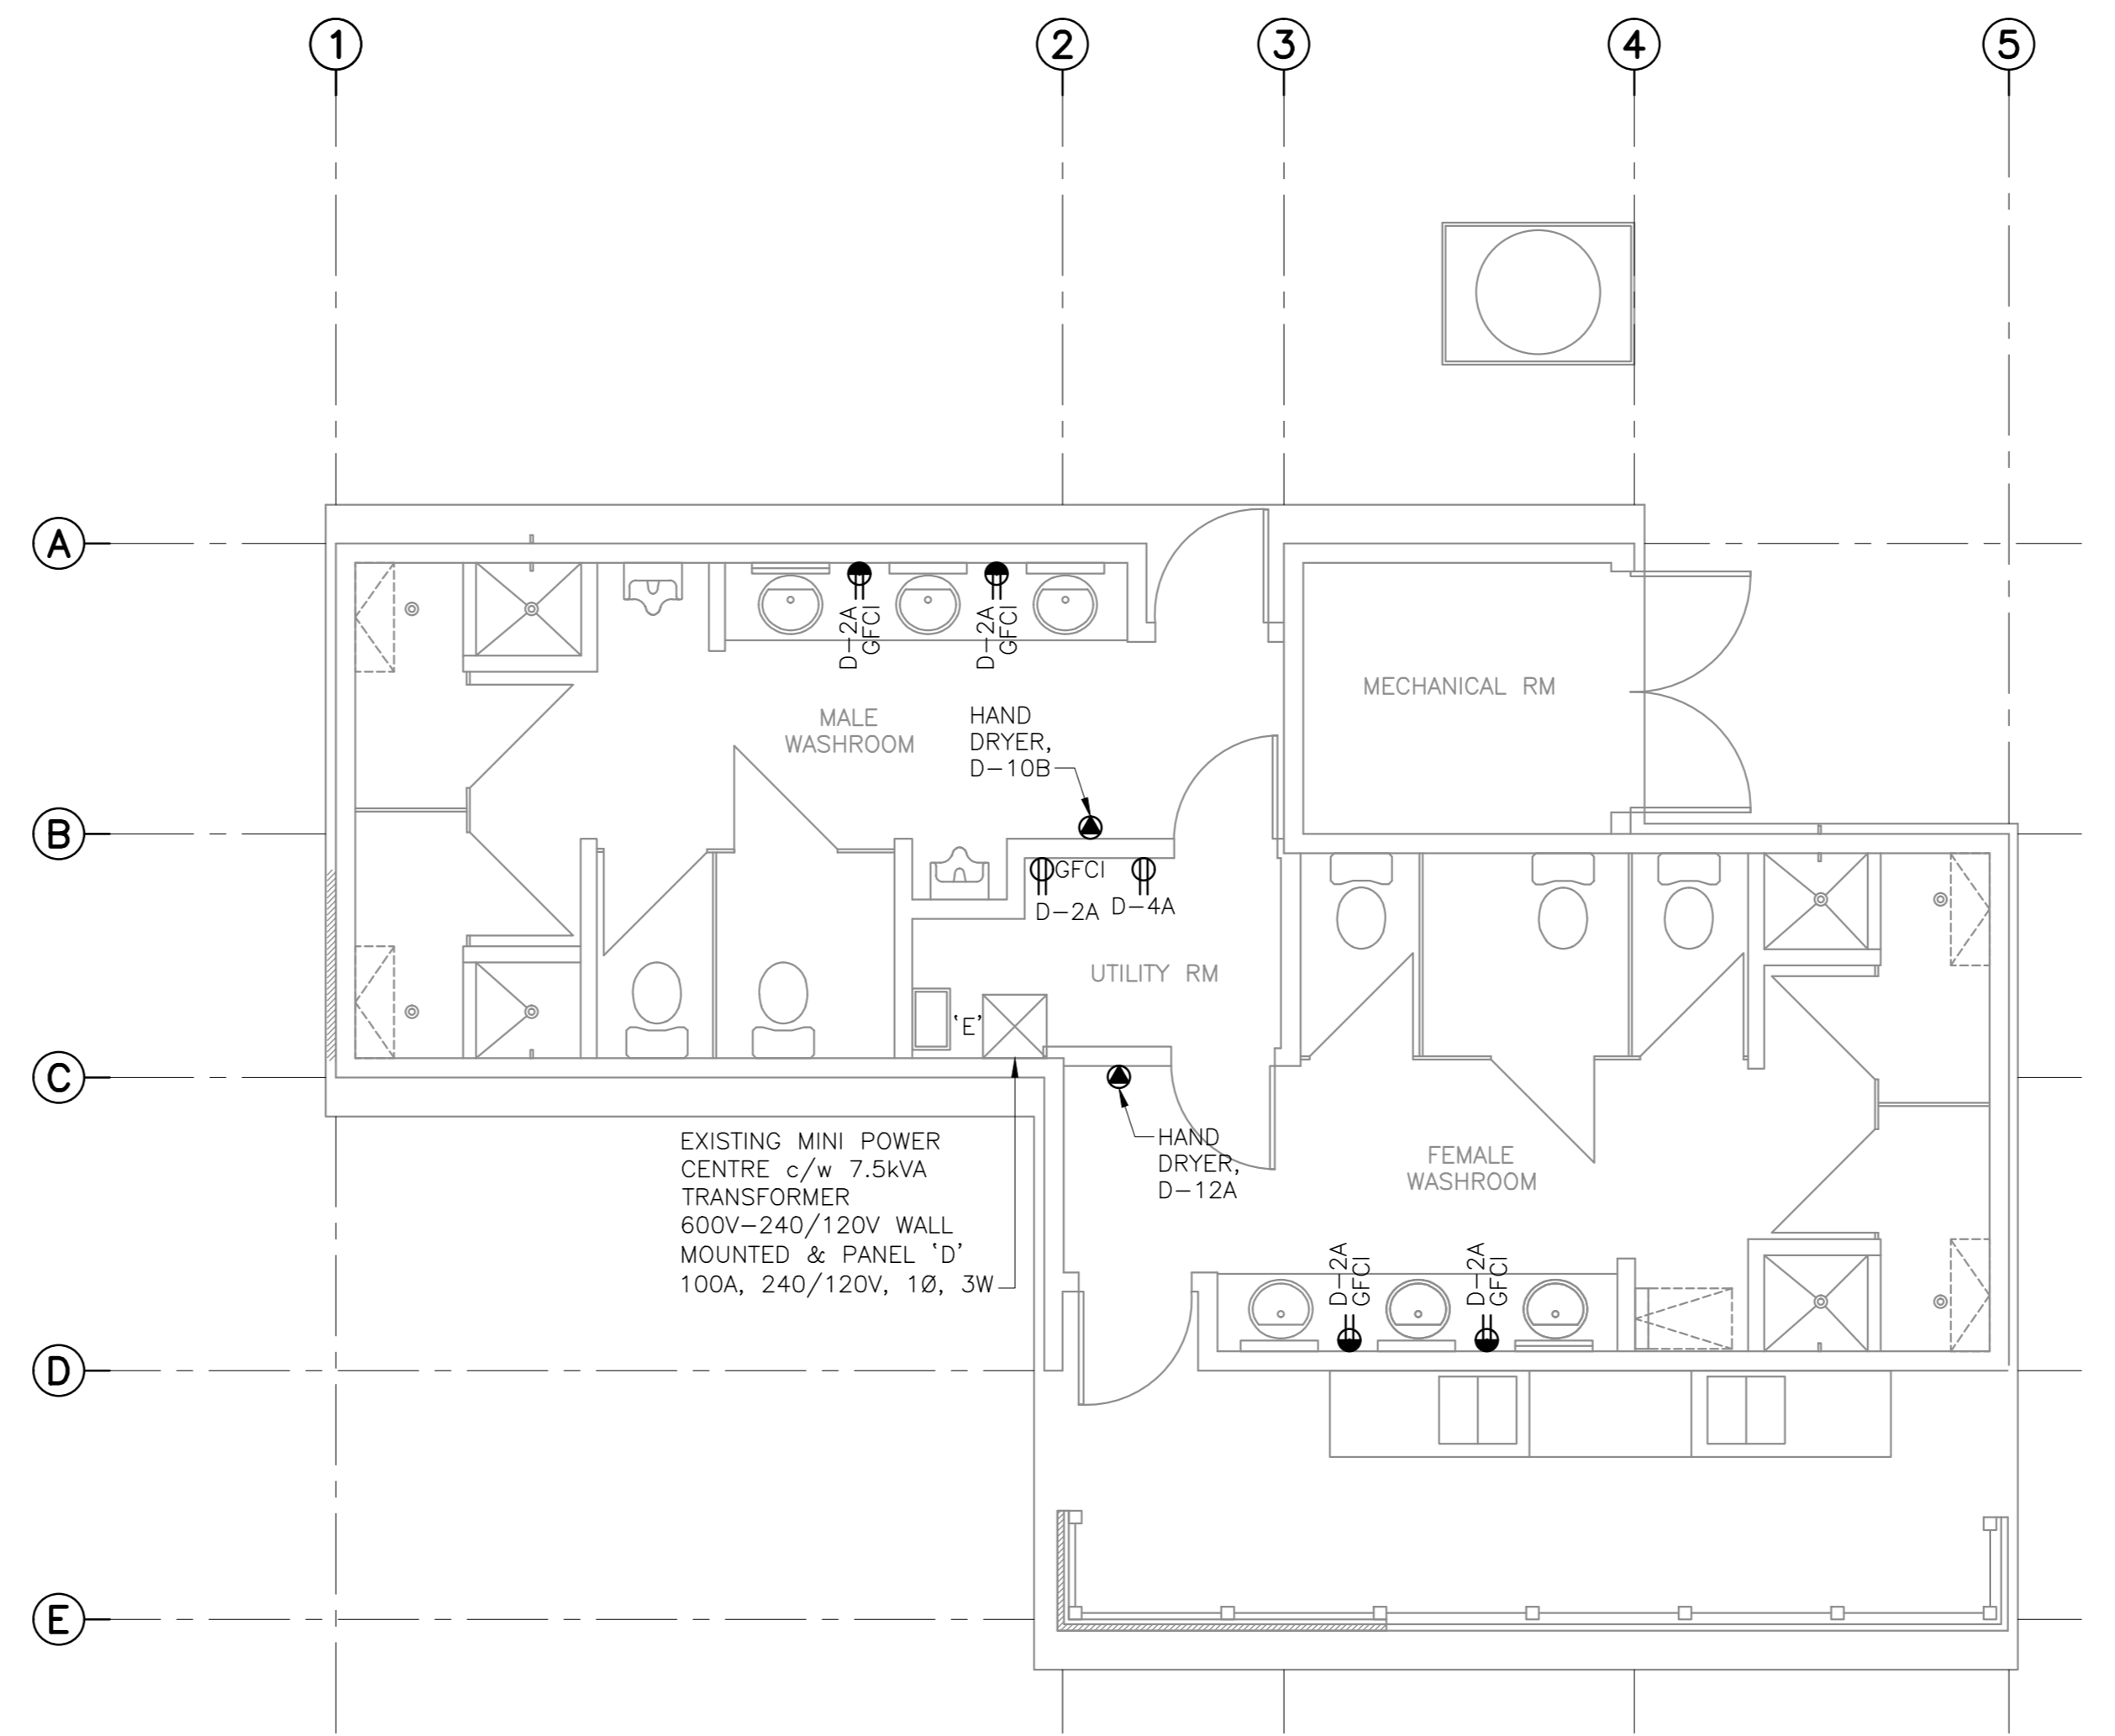 1
2
3
4
5
A
B
C
D
E
D-2A
GFCI
D-2A
GFCI
MALE
WASHROOM
HAND
DRYER,
D-10B
MECHANICAL RM
GFCI
D-2A
D-4A
UTILITY RM
'E'
EXISTING MINI POWER
CENTRE c/w 7.5kVA
TRANSFORMER
600V-240/120V WALL
MOUNTED & PANEL 'D'
100A, 240/120V, 1Ø, 3W
HAND
DRYER,
D-12A
FEMALE
WASHROOM
D-2A
GFCI
D-2A
GFCI